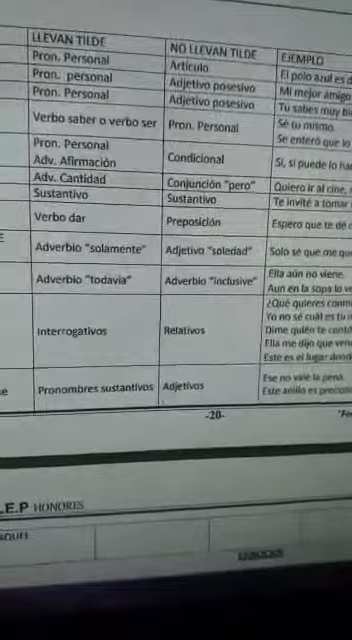 LLEVAN TILDE NO LLEVAN TILDE EJEMPLO
Pron. Personal Artículo El polo azul es d
Pron. personal Adjetivo posesivo Mi mejor amigo
Pron. Personal Adjetivo posesivo Tú sabes muy bi
Verbo saber o verbo ser Pron. Personal Sé tú mismo.
Se enteró que lo
Pron. Personal
Adv. Afirmación Condicional Sí, si puede lo ha
Adv. Cantidad Conjunción "pero" Quiero ir al cine,
Sustantivo Sustantivo Te invité a tomar
Verbo dar Preposición Espero que te dé
Adverbio "solamente" Adjetivo "soledad" Solo sé que me qu
Adverbio "todavía" Adverbio "inclusive" Ella aún no viene.
Aun en la sopa lo ve
¿Qué quieres com
Yo no sé cuál es tu
Dime quién te cont
Interrogativos Relativos Ella me dijo que ven
Este es el lugar dond
Pronombres sustantivos Adjetivos Ese no vale la pena.
Este anillo es precios
-20-
.E.P HONORES